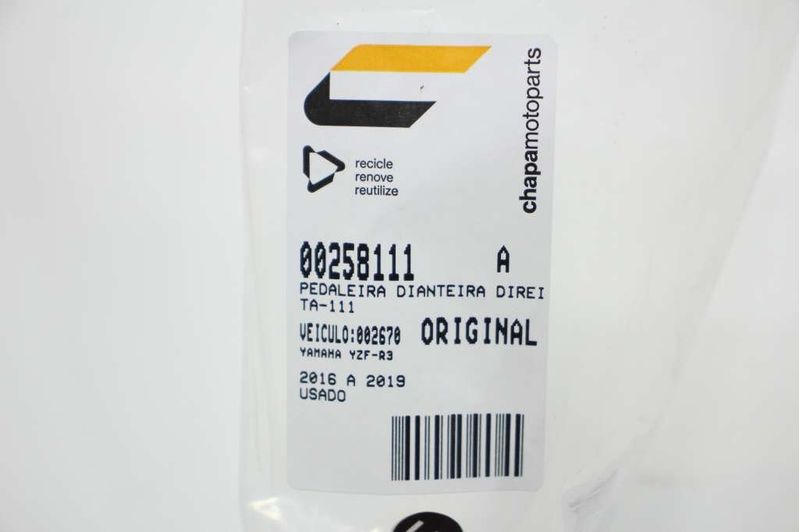 chapamotoparts
recicle
renove
reutilize
00258111 A
PEDALEIRA DIANTEIRA DIREI
TA-111
VEICULO:002670 ORIGINAL
YAMAHA YZF-R3
2016 A 2019
USADO